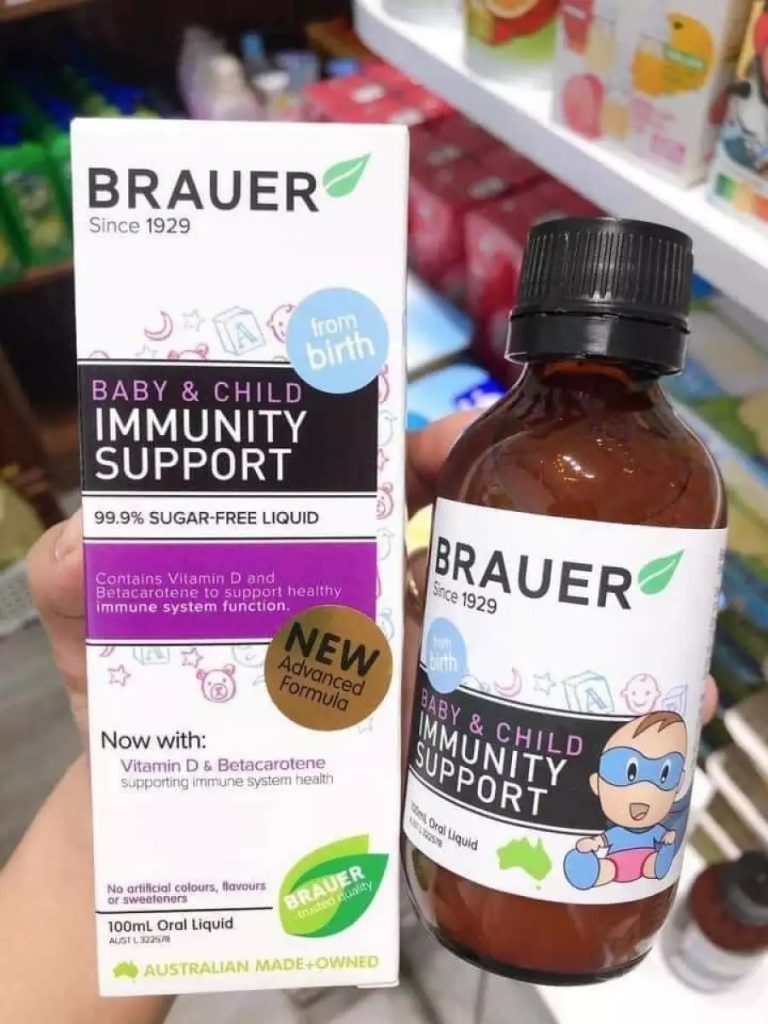 BRAUER
Since 1929
from
birth
BABY & CHILD
IMMUNITY
SUPPORT
99.9% SUGAR-FREE LIQUID
Contains Vitamin D and
Betacarotene to support healthy
immune system function.
NEW
Advanced
Formula
Now with:
Vitamin D & Betacarotene
supporting immune system health
No artificial colours, flavours
or sweeteners
BRAUER
trusted quality
100mL Oral Liquid
AUST L 322578
AUSTRALIAN MADE+OWNED
BRAUER
Since 1929
from
birth
BABY & CHILD
IMMUNITY
SUPPORT
100mL Oral Liquid
AUST L 322578